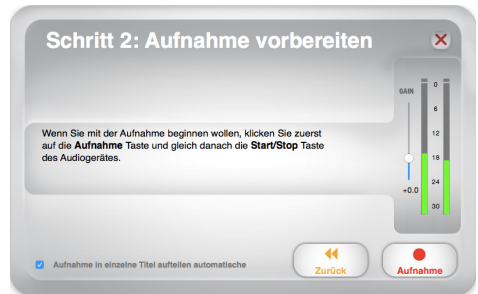 Schritt 2: Aufnahme vorbereiten
GAIN
0
6
12
18
24
30
+0.0
Wenn Sie mit der Aufnahme beginnen wollen, klicken Sie zuerst
auf die Aufnahme Taste und gleich danach die Start/Stop Taste
des Audiogerätes.
Aufnahme in einzelne Titel aufteilen automatische
Zurück
Aufnahme